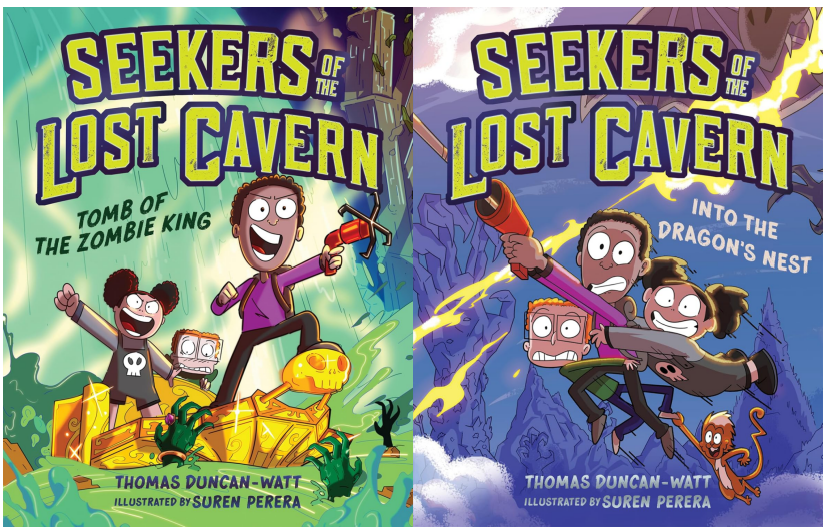 SEEKERS OF THE
LOST CAVERN
TOMB OF
THE ZOMBIE KING
THOMAS DUNCAN-WATT
ILLUSTRATED BY SUREN PERERA
SEEKERS OF THE
LOST CAVERN
INTO THE
DRAGON'S NEST
THOMAS DUNCAN-WATT
ILLUSTRATED BY SUREN PERERA